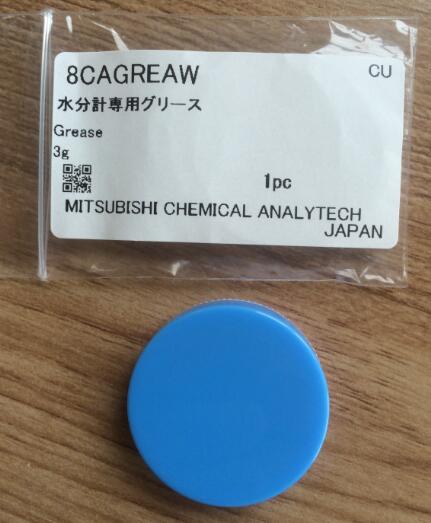 8CAGREAW
CU
水分計専用グリース
Grease
3g
1pc
MITSUBISHI CHEMICAL ANALYTECH
JAPAN